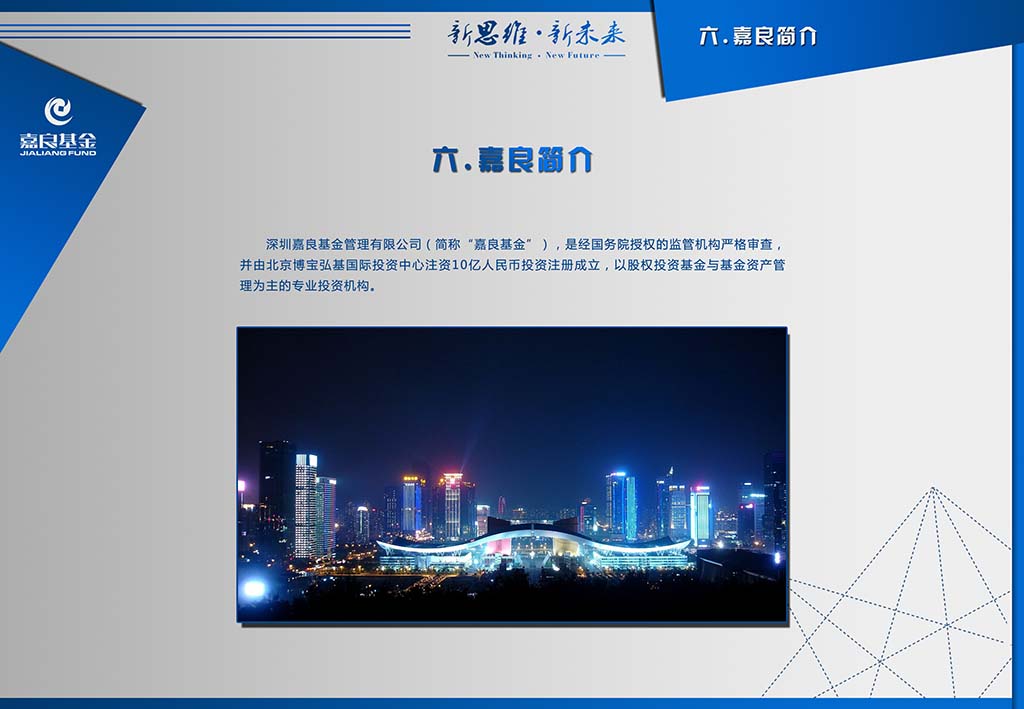 新思维·新未来
New Thinking · New Future
六.嘉良简介
嘉良基金
JIALIANG FUND
六.嘉良简介
深圳嘉良基金管理有限公司（简称“嘉良基金”），是经国务院授权的监管机构严格审查，
并由北京博宝弘基国际投资中心注资10亿人民币投资注册成立，以股权投资基金与基金资产管
理为主的专业投资机构。